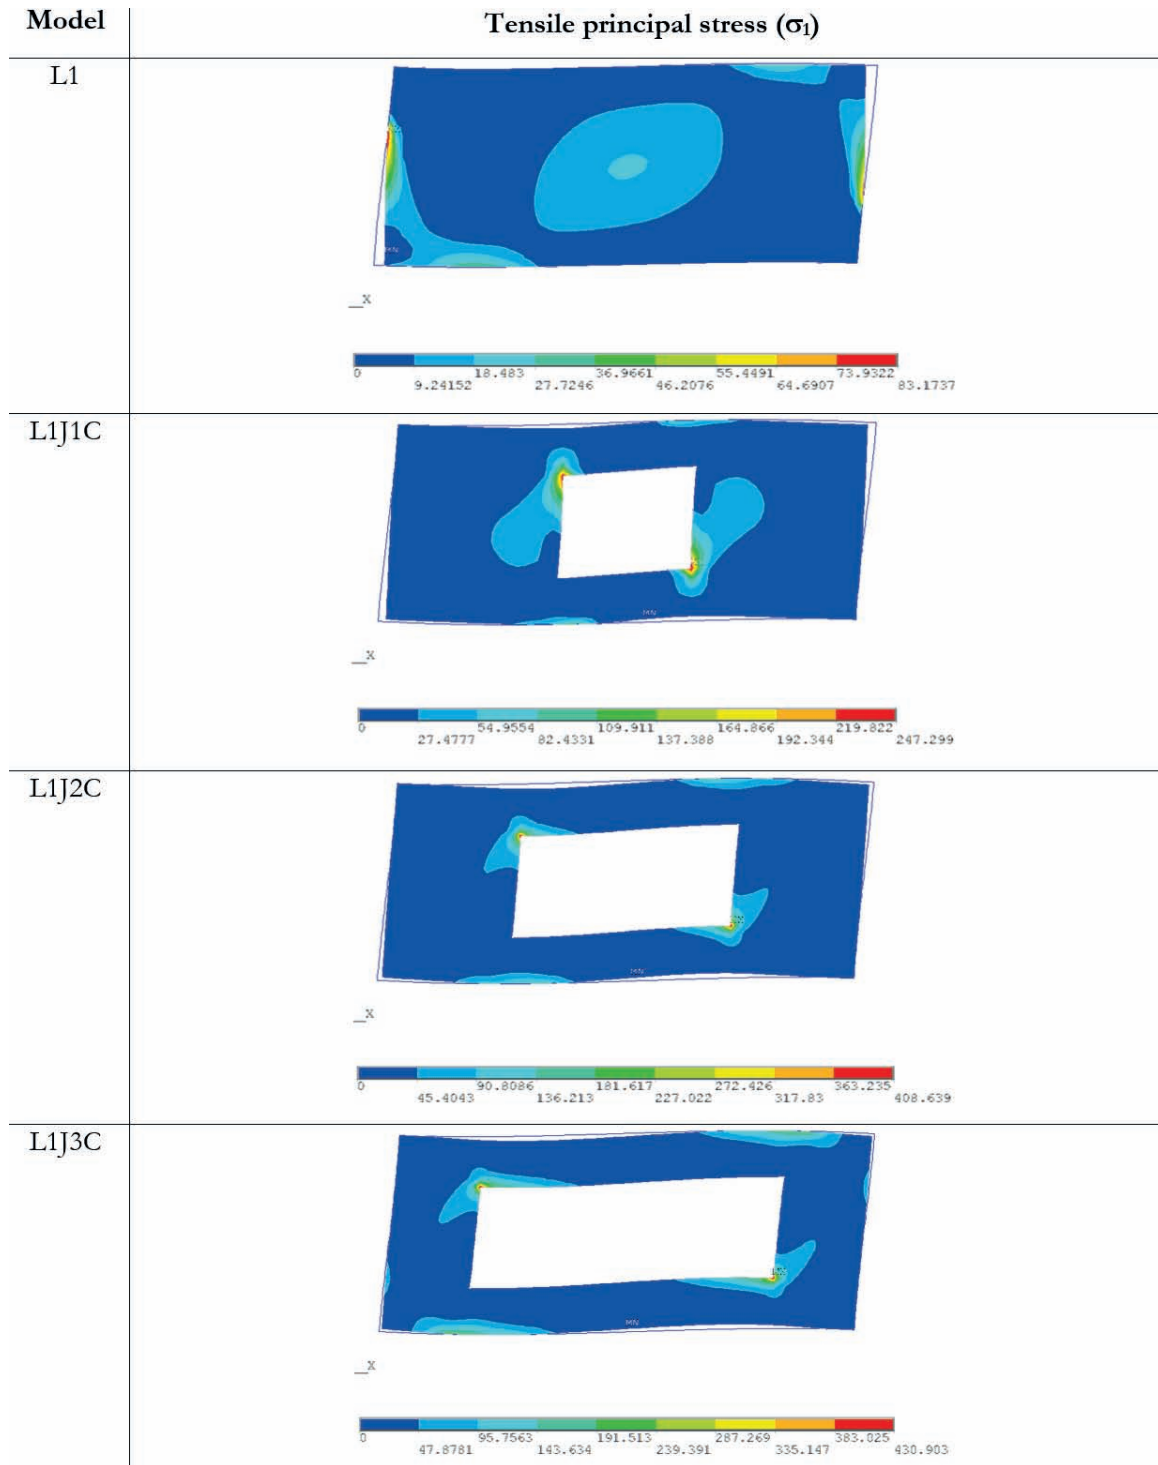 Model Tensile principal stress (σ1)
L1
MN
X
0 18.483 36.9661 55.4491 73.9322
9.24152 27.7246 46.2076 64.6907 83.1737
L1J1C
MN
X
0 54.9554 109.911 164.866 219.822
27.4777 82.4331 137.388 192.344 247.299
L1J2C
MN
X
0 90.8086 181.617 272.426 363.235
45.4043 136.213 227.022 317.83 408.639
L1J3C
MN
X
0 95.7563 191.513 287.269 383.025
47.8781 143.634 239.391 335.147 430.903